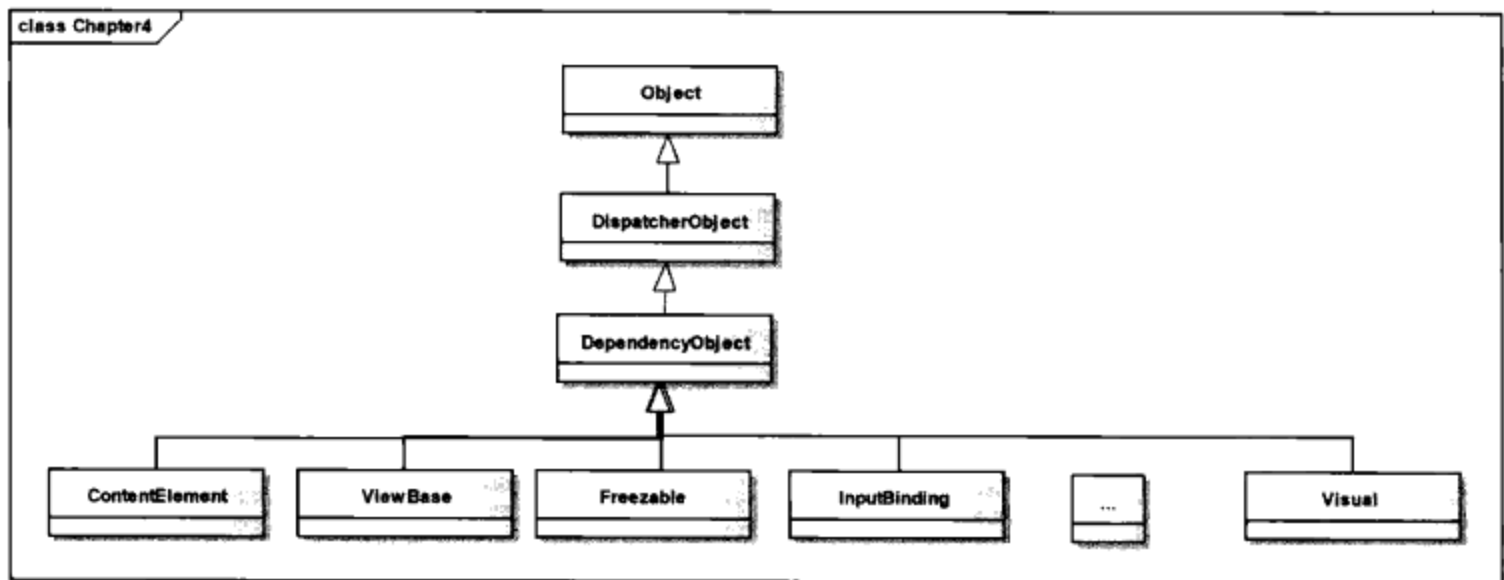 class Chapter4
Object
DispatcherObject
DependencyObject
ContentElement
ViewBase
Freezable
InputBinding
...
Visual